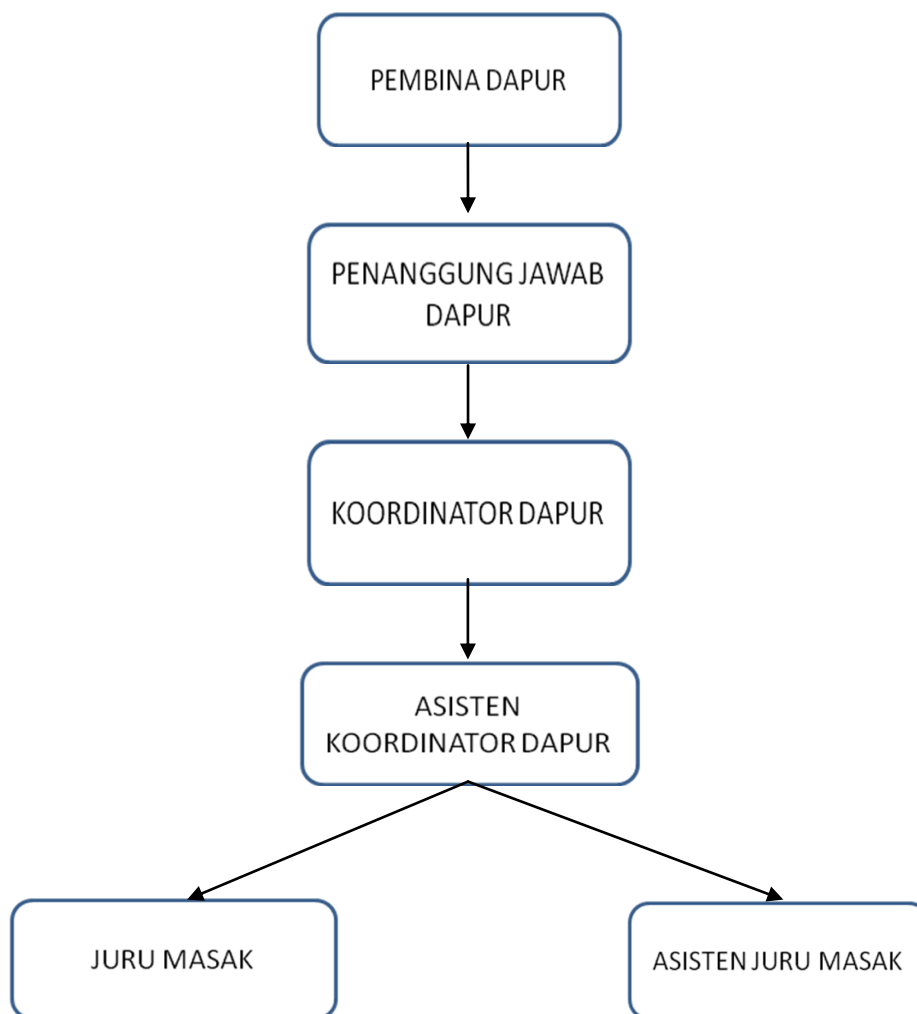 PEMBINA DAPUR
PENANGGUNG JAWAB
DAPUR
KOORDINATOR DAPUR
ASISTEN
KOORDINATOR DAPUR
JURU MASAK
ASISTEN JURU MASAK